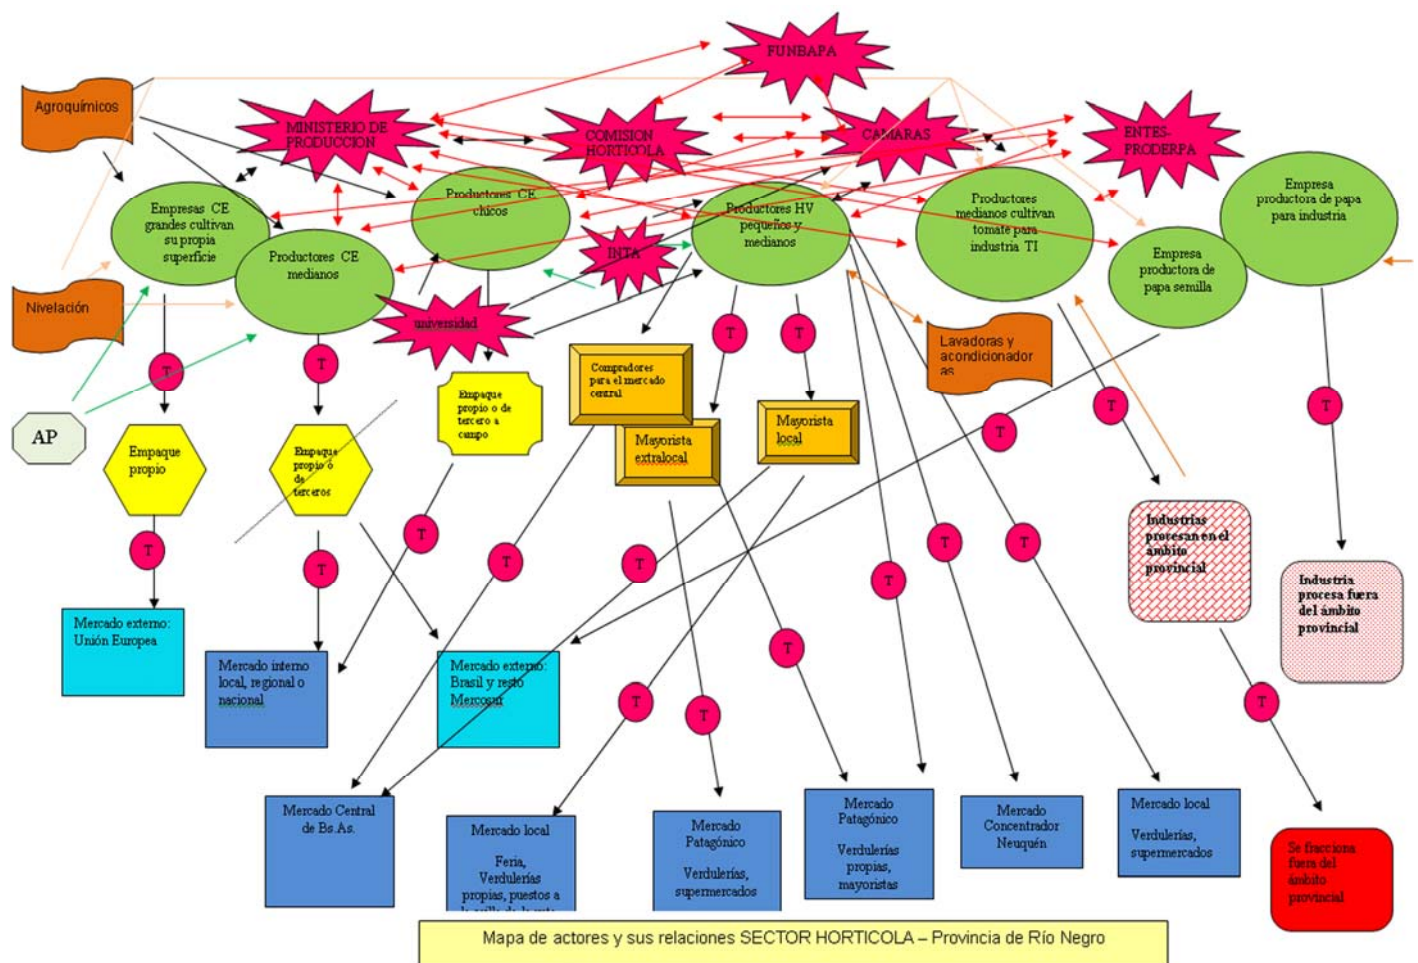 FUNBAPA
Agroquímicos
MINISTERIO DE
PRODUCCION
COMISION
HORTICOLA
CAMARAS
ENTES-
PRODERPA
Empresas CE
grandes cultivan
su propia
superficie
Productores CE
medianos
Productores CE
chicos
INTA
Productores HV
pequeños y
medianos
Productores
medianos cultivan
tomate para
industria TI
Empresa
productora de
papa semilla
Empresa
productora de papa
para industria
Nivelación
universidad
Lavadoras y
acondicionador
as
AP
T
T
T
T
T
T
T
Compradores
para el mercado
central
Mayorista
extralocal
Mayorista
local
Empaque
propio o de
tercero a
campo
Empaque
propio
Empaque
propio ó
de
terceros
T
T
T
T
T
T
T
T
T
Industrias
procesan en el
ámbito
provincial
Industria
procesa fuera
del ámbito
provincial
Mercado externo:
Unión Europea
Mercado interno
local, regional o
nacional
Mercado externo:
Brasil y resto
Mercosur
T
T
T
T
Mercado Central
de Bs.As.
Mercado local
Feria,
Verdulerías
propias, puestos a
Mercado
Patagónico
Verdulerías,
supermercados
Mercado
Patagónico
Verdulerías
propias,
mayoristas
Mercado
Concentrador
Neuquén
Mercado local
Verdulerías,
supermercados
Se fracciona
fuera del
ámbito
provincial
Mapa de actores y sus relaciones SECTOR HORTICOLA – Provincia de Río Negro